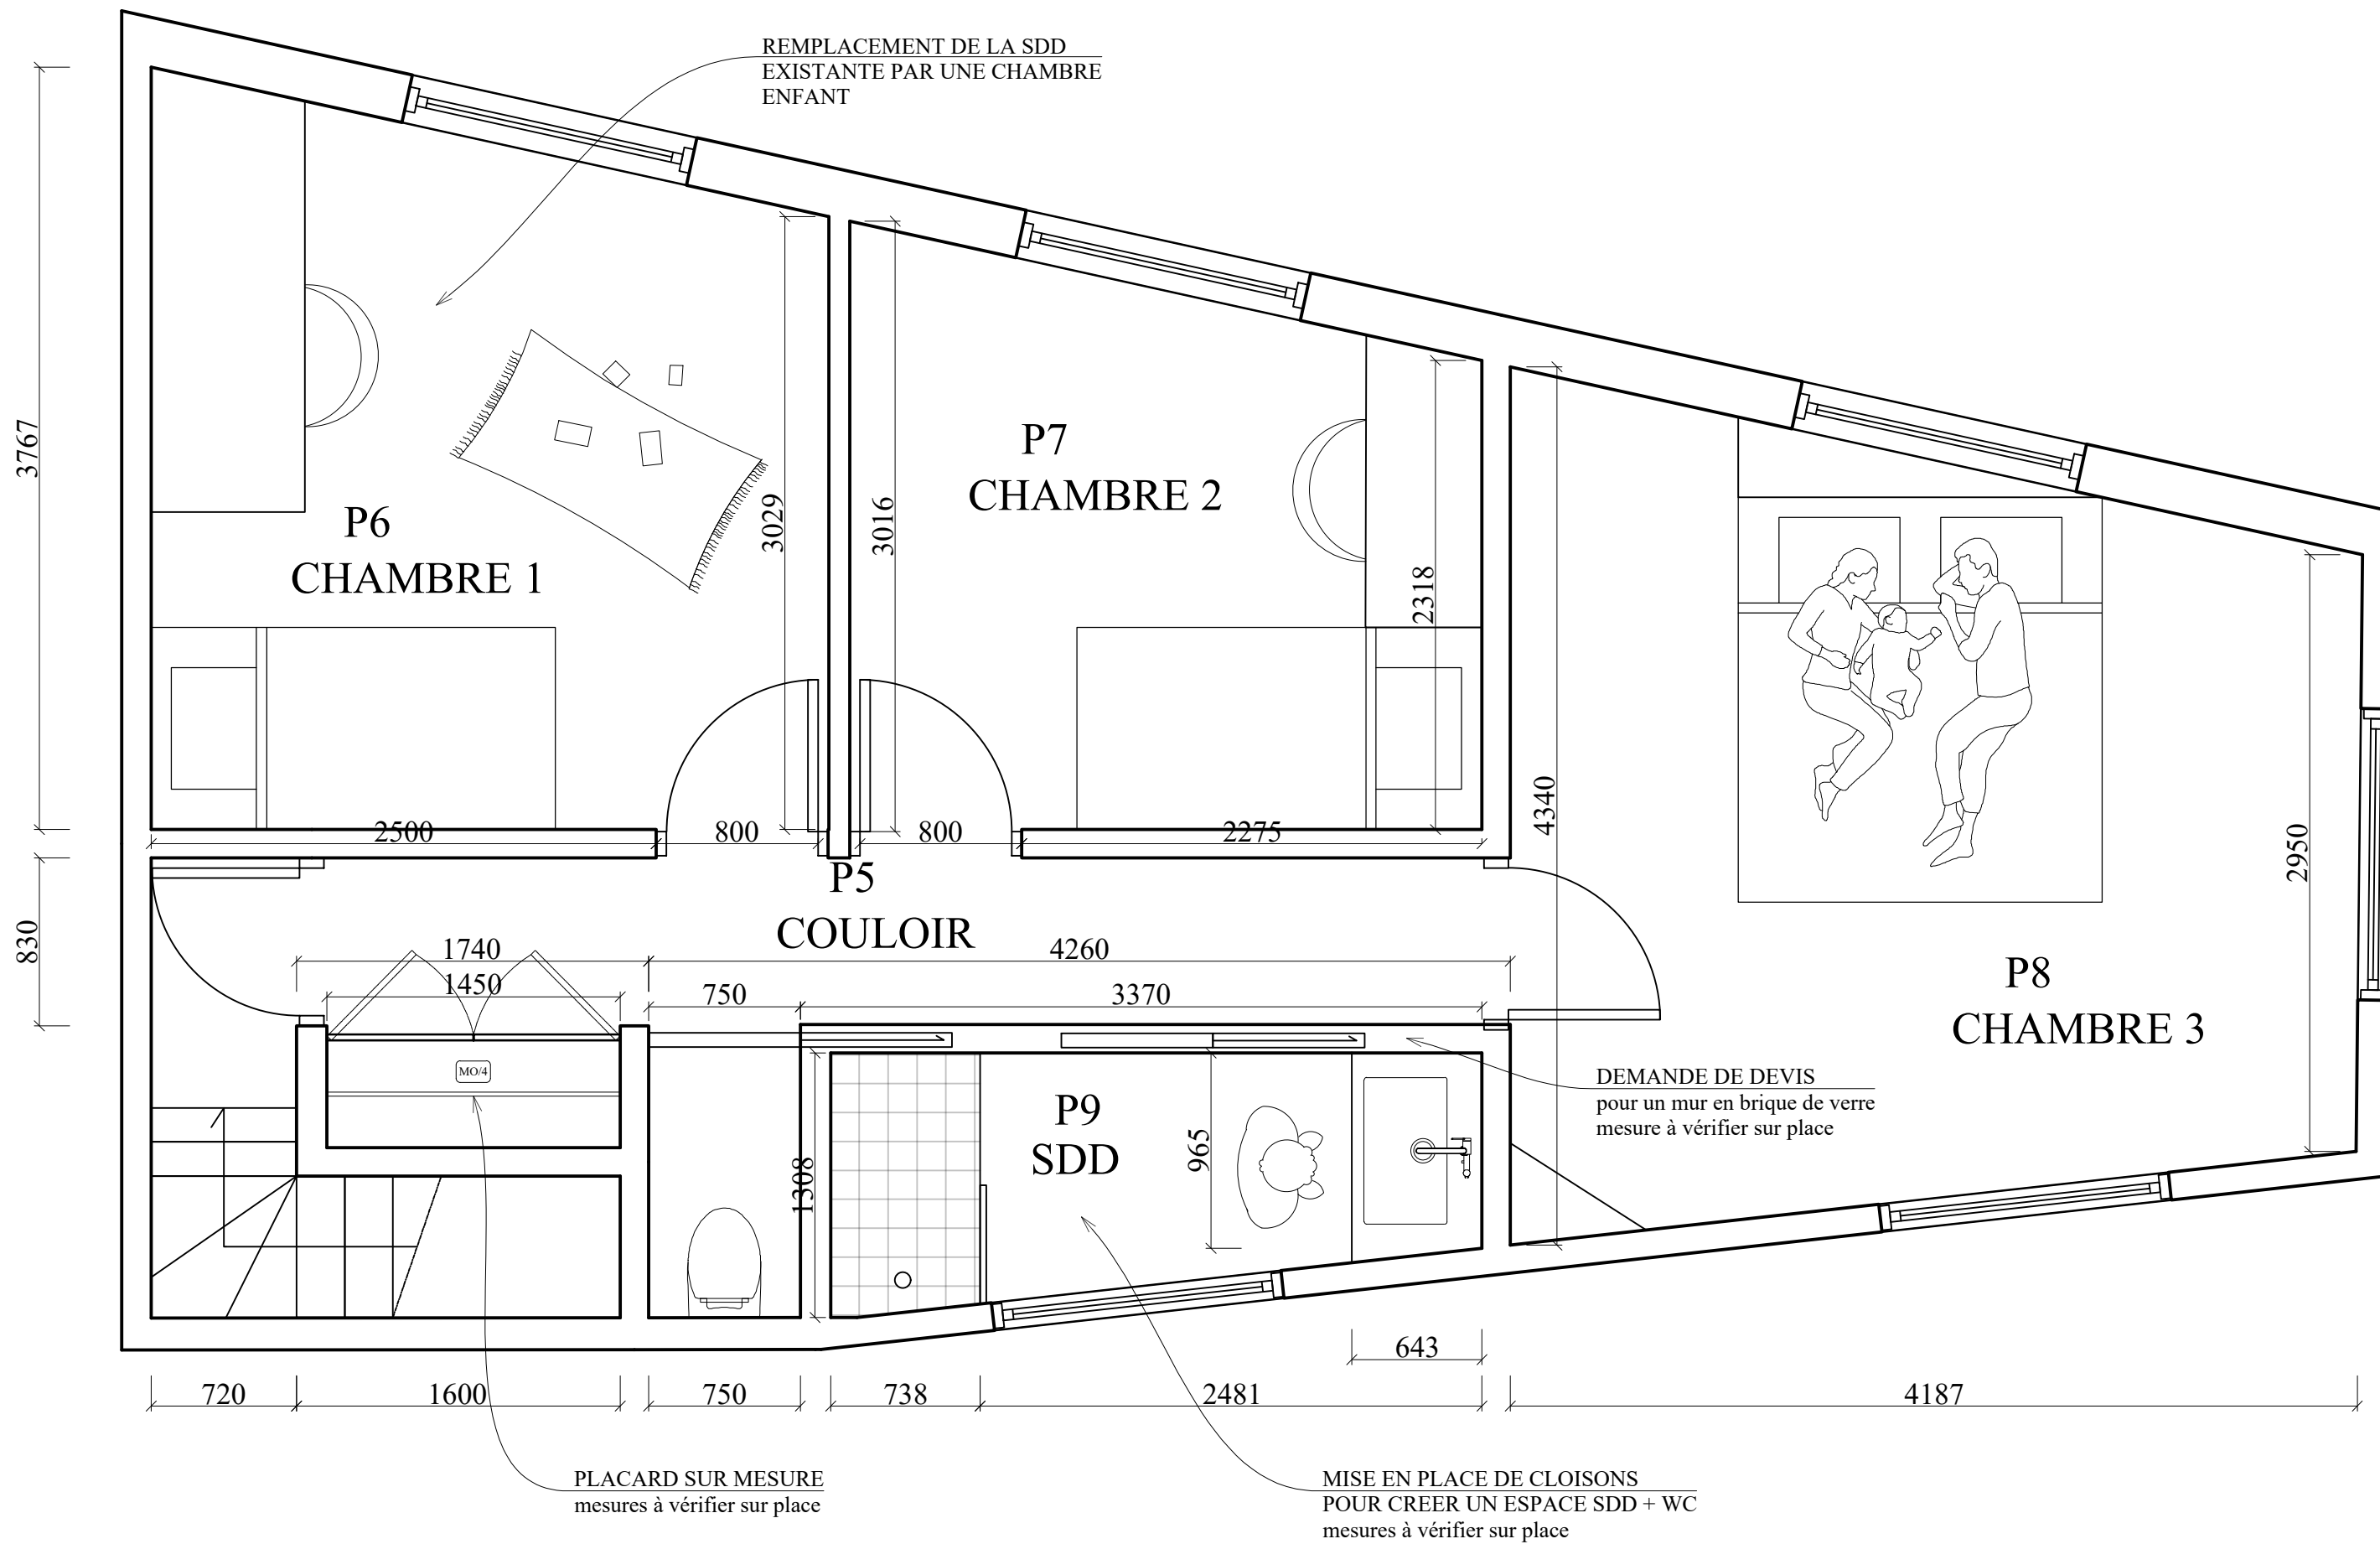 REMPLACEMENT DE LA SDD
EXISTANTE PAR UNE CHAMBRE
ENFANT
3767
P6
CHAMBRE 1
3029
3016
P7
CHAMBRE 2
2318
4340
2950
2500
800
800
2275
P5
COULOIR
830
1740
4260
1450
750
3370
P8
CHAMBRE 3
MO/4
P9
SDD
965
1308
DEMANDE DE DEVIS
pour un mur en brique de verre
mesure à vérifier sur place
643
720
1600
750
738
2481
4187
PLACARD SUR MESURE
mesures à vérifier sur place
MISE EN PLACE DE CLOISONS
POUR CREER UN ESPACE SDD + WC
mesures à vérifier sur place